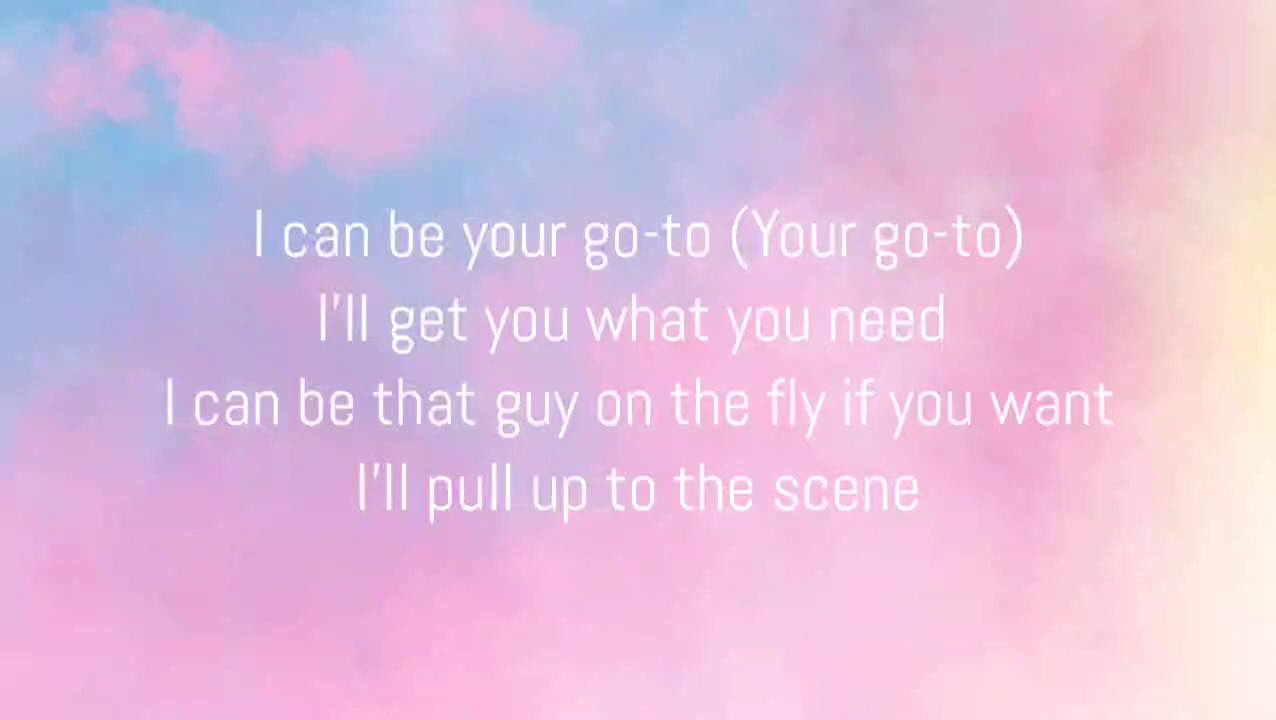 I can be your go-to (Your go-to)
I'll get you what you need
I can be that guy on the fly if you want
I'll pull up to the scene